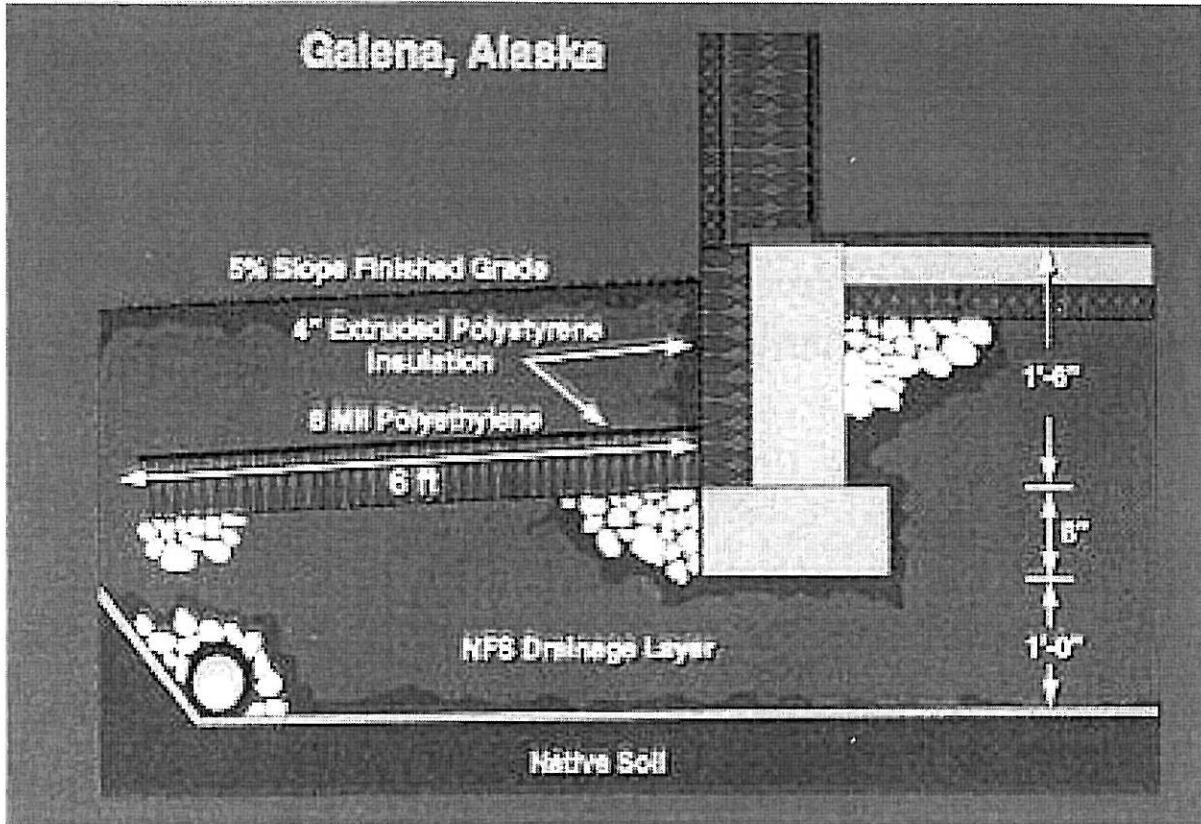 Galena, Alaska
5% Slope Finished Grade
4" Extruded Polystyrene
Insulation
6 Mil Polyethylene
6 ft
1'-6"
8"
1'-0"
NFS Drainage Layer
Native Soil